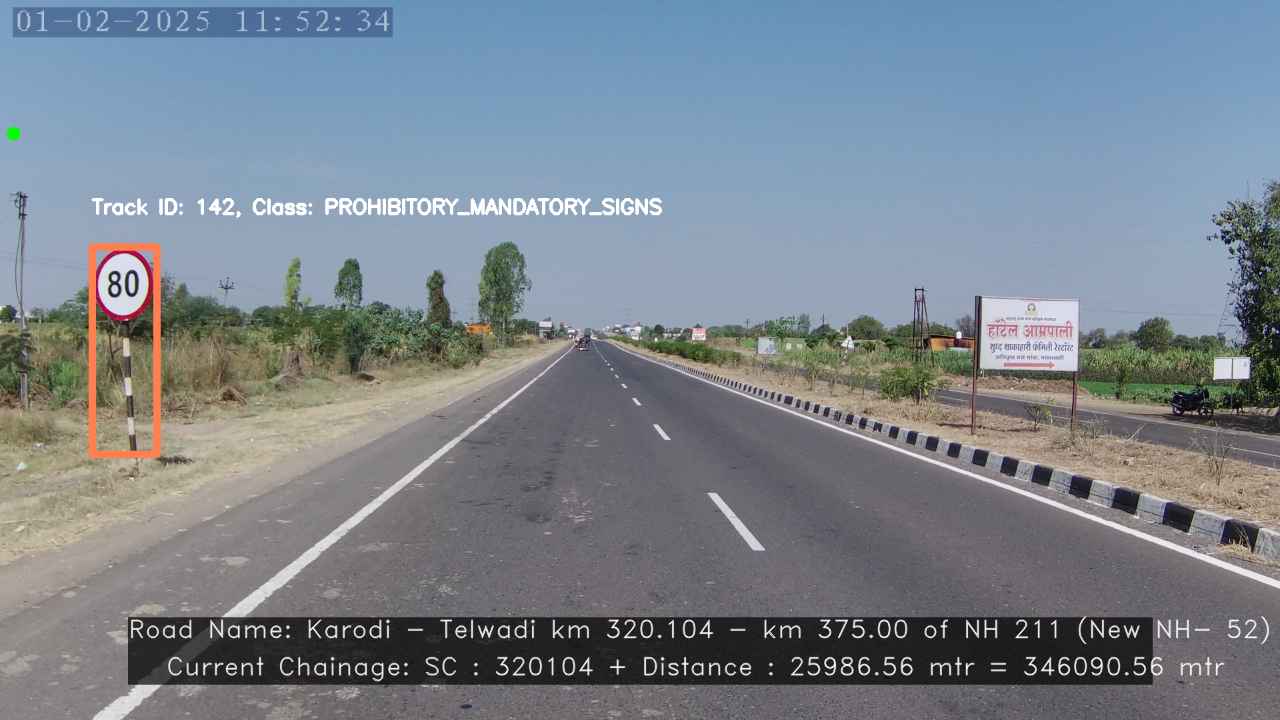 01-02-2025 11:52:34
Track ID: 142, Class: PROHIBITORY_MANDATORY_SIGNS
80
हॉटेल आम्रपाली
शुध्द शाकाहारी फॅमिली रेस्टॉरंट
Road Name: Karodi - Telwadi km 320.104 - km 375.00 of NH 211 (New NH- 52)
Current Chainage: SC : 320104 + Distance : 25986.56 mtr = 346090.56 mtr